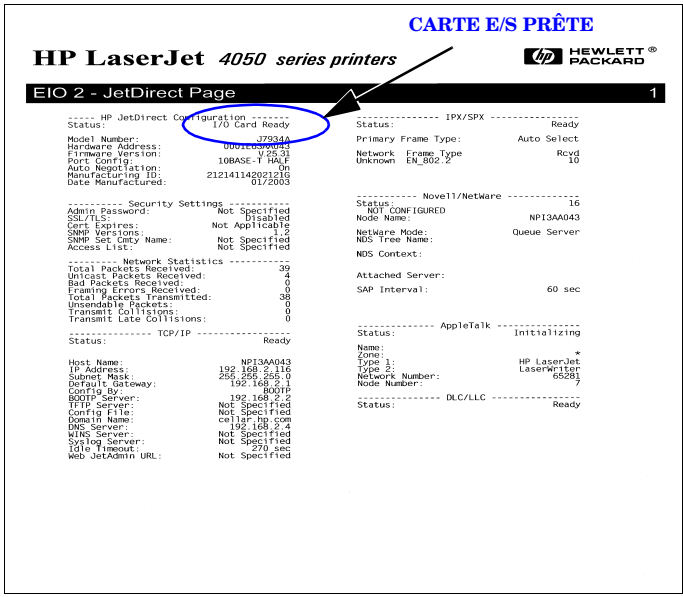 CARTE E/S PRÊTE
HP LaserJet 4050 series printers
hp HEWLETT® PACKARD
EIO 2 - JetDirect Page 1
----- HP JetDirect Configuration -------
Status: I/O Card Ready
Model Number: J7934A
Hardware Address: 0001E63AA043
Firmware Version: V.25.31
Port Config: 10BASE-T HALF
Auto Negotiation: On
Manufacturing ID: 21214114202121G
Date Manufactured: 01/2003
---------- Security Settings -----------
Admin Password: Not Specified
SSL/TLS: Disabled
Cert Expires: Not Applicable
SNMP Versions: 1,2
SNMP Set Cmty Name: Not Specified
Access List: Not Specified
--------- Network Statistics -----------
Total Packets Received: 39
Unicast Packets Received: 4
Bad Packets Received: 0
Framing Errors Received: 0
Total Packets Transmitted: 38
Unsendable Packets: 0
Transmit Collisions: 0
Transmit Late Collisions: 0
--------------- TCP/IP -----------------
Status: Ready
Host Name: NPI3AA043
IP Address: 192.168.2.116
Subnet Mask: 255.255.255.0
Default Gateway: 192.168.2.1
Config By: BOOTP
BOOTP Server: 192.168.2.2
TFTP Server: Not Specified
Config File: Not Specified
Domain Name: cellar.hp.com
DNS Server: 192.168.2.4
WINS Server: Not Specified
Syslog Server: Not Specified
Idle Timeout: 270 sec
Web JetAdmin URL: Not Specified
--------------- IPX/SPX ----------------
Status: Ready
Primary Frame Type: Auto Select
Network Frame Type Rcvd
Unknown EN_802.2 10
----------- Novell/NetWare -------------
Status: 16
NOT CONFIGURED
Node Name: NPI3AA043
NetWare Mode: Queue Server
NDS Tree Name:
NDS Context:
Attached Server:
SAP Interval: 60 sec
-------------- AppleTalk ---------------
Status: Initializing
Name:
Zone: *
Type 1: HP LaserJet
Type 2: LaserWriter
Network Number: 65281
Node Number: 7
--------------- DLC/LLC ----------------
Status: Ready